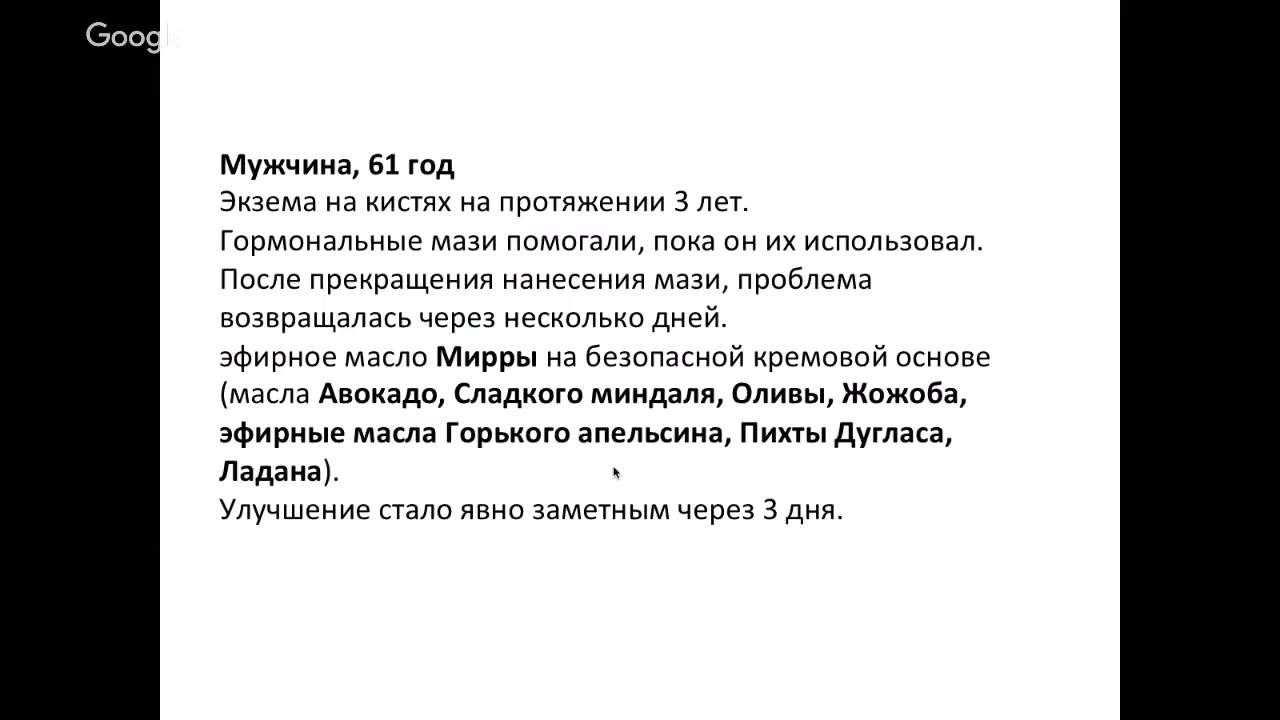 Google
Мужчина, 61 год
Экзема на кистях на протяжении 3 лет.
Гормональные мази помогали, пока он их использовал.
После прекращения нанесения мази, проблема
возвращалась через несколько дней.
эфирное масло Мирры на безопасной кремовой основе
(масла Авокадо, Сладкого миндаля, Оливы, Жожоба,
эфирные масла Горького апельсина, Пихты Дугласа,
Ладана).
Улучшение стало явно заметным через 3 дня.